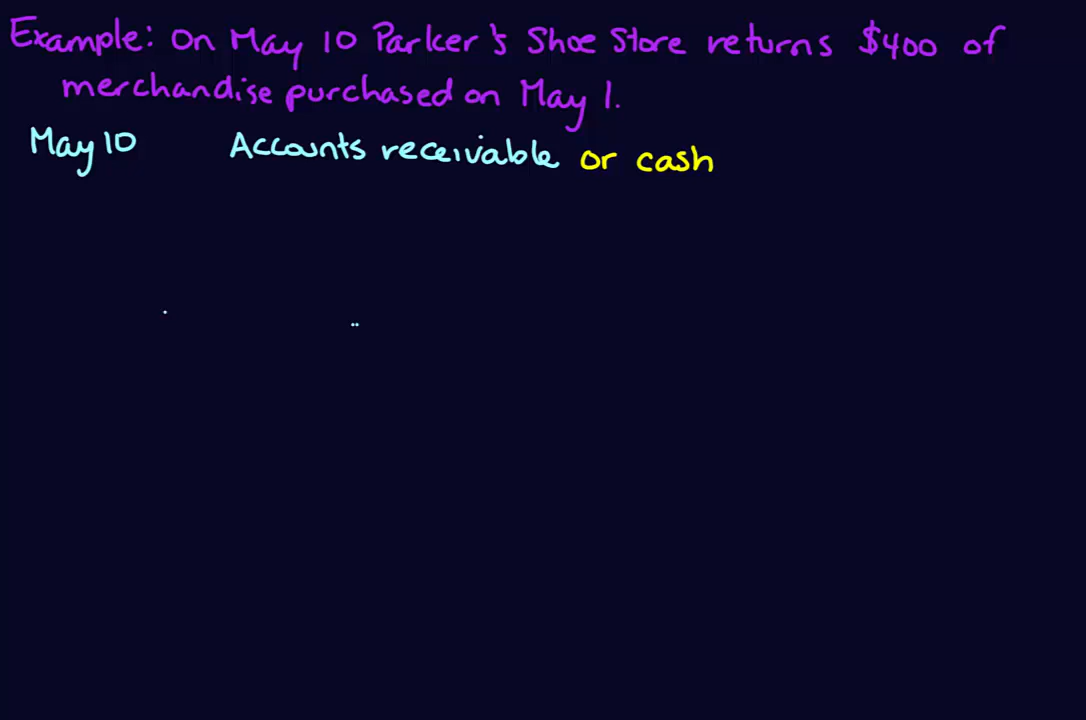 Example: On May 10 Parker's Shoe Store returns $400 of
merchandise purchased on May 1.
May 10 Accounts receivable or cash